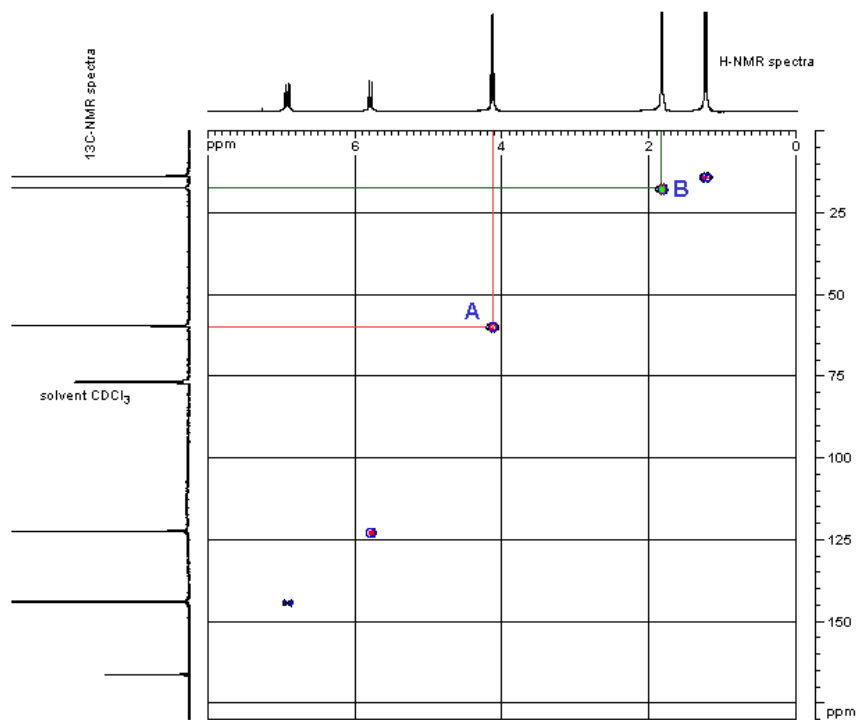 H-NMR spectra
13C-NMR spectra
ppm 6 4 2 0
B
25
A
50
75
solvent CDCl3
100
125
150
ppm